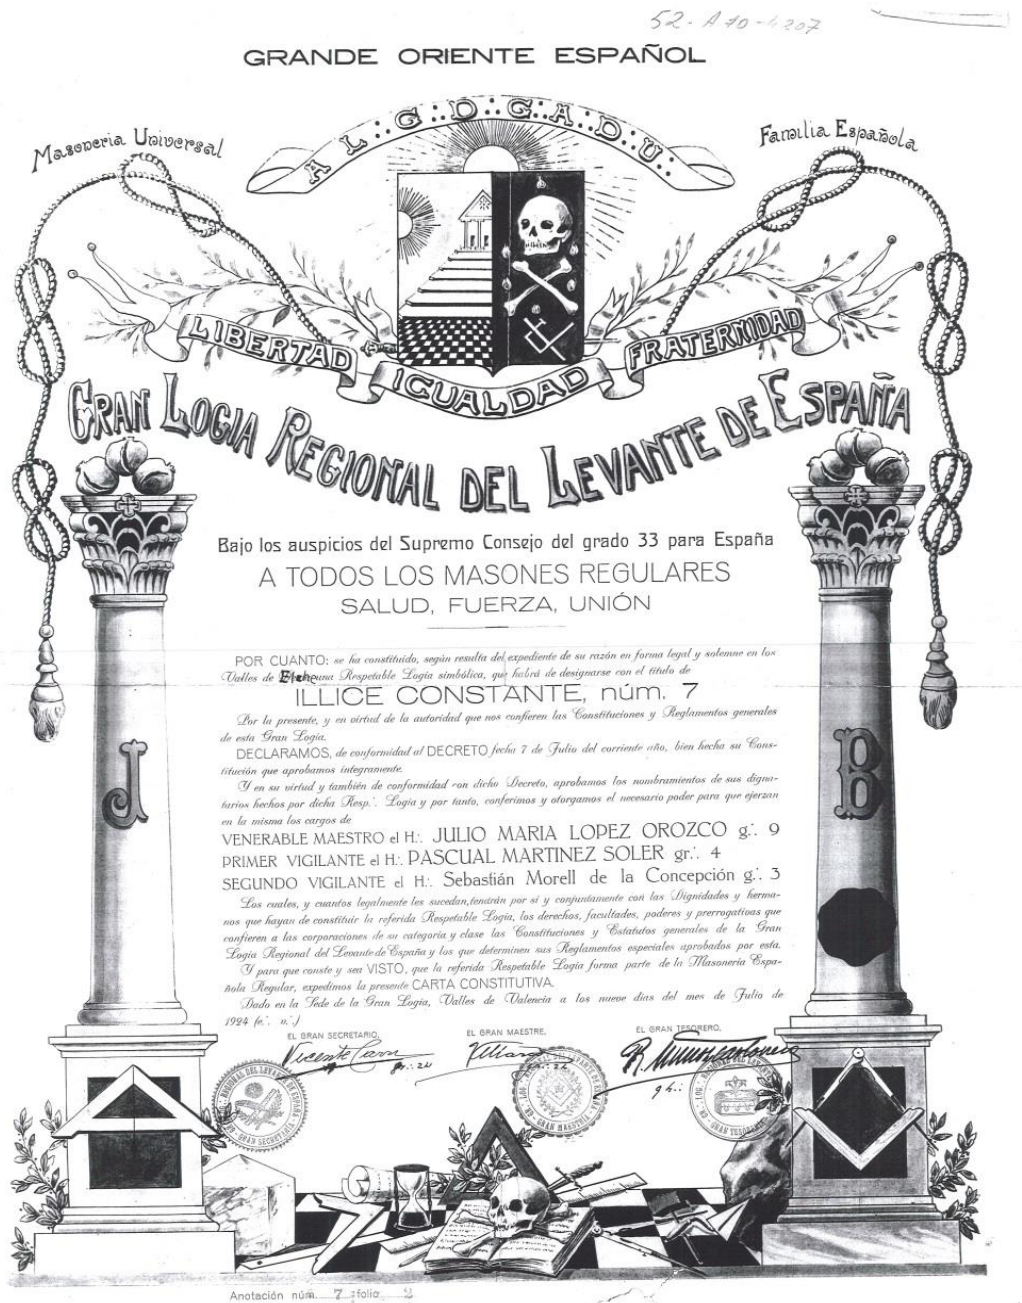 52-A 70-4207
GRANDE ORIENTE ESPAÑOL
A L∴ G∴ D∴ G∴ A∴ D∴ U∴
Masoneria Universal
Familia Española
LIBERTAD
IGUALDAD
FRATERNIDAD
GRAN LOGIA REGIONAL DEL LEVANTE DE ESPAÑA
Bajo los auspicios del Supremo Consejo del grado 33 para España
A TODOS LOS MASONES REGULARES
SALUD, FUERZA, UNIÓN
POR CUANTO: se ha constituído, según resulta del expediente de su razón en forma legal y solemne en los
Valles de Elche una Respetable Logia simbólica, que habrá de designarse con el título de
ILLICE CONSTANTE, núm. 7
Por la presente, y en virtud de la autoridad que nos confieren las Constituciones y Reglamentos generales
de esta Gran Logia.
DECLARAMOS, de conformidad al DECRETO fecha 7 de Julio del corriente año, bien hecha su Cons-
titución que aprobamos íntegramente.
Y en su virtud y también de conformidad con dicho Decreto, aprobamos los nombramientos de sus digna-
tarios hechos por dicha Resp∴ Logia y por tanto, conferimos y otorgamos el necesario poder para que ejerzan
en la misma los cargos de
VENERABLE MAESTRO el H∴ JULIO MARIA LOPEZ OROZCO g∴ 9
PRIMER VIGILANTE el H∴ PASCUAL MARTINEZ SOLER gr∴ 4
SEGUNDO VIGILANTE el H∴ Sebastián Morell de la Concepción g∴ 3
Los cuales, y cuantos legalmente les sucedan, tendrán por sí y conjuntamente con las Dignidades y herma-
nos que hayan de constituir la referida Respetable Logia, los derechos, facultades, poderes y prerrogativas que
confieren a las corporaciones de su categoría y clase las Constituciones y Estatutos generales de la Gran
Logia Regional del Levante de España y los que determinen sus Reglamentos especiales aprobados por esta.
Y para que conste y sea VISTO, que la referida Respetable Logia forma parte de la Masonería Espa-
ñola Regular, expedimos la presente CARTA CONSTITUTIVA.
Dado en la Sede de la Gran Logia, Valles de Valencia a los nueve días del mes de Julio de
1924 (e∴ v∴)
J
B
EL GRAN SECRETARIO,
EL GRAN MAESTRE,
EL GRAN TESORERO,
Vicente
REGIONAL DEL LEVANTE DE ESPAÑA
GRAN SECRETARÍA
GRAN MAESTRÍA
GRAN TESORERÍA
Anotación núm. 7 folio 2